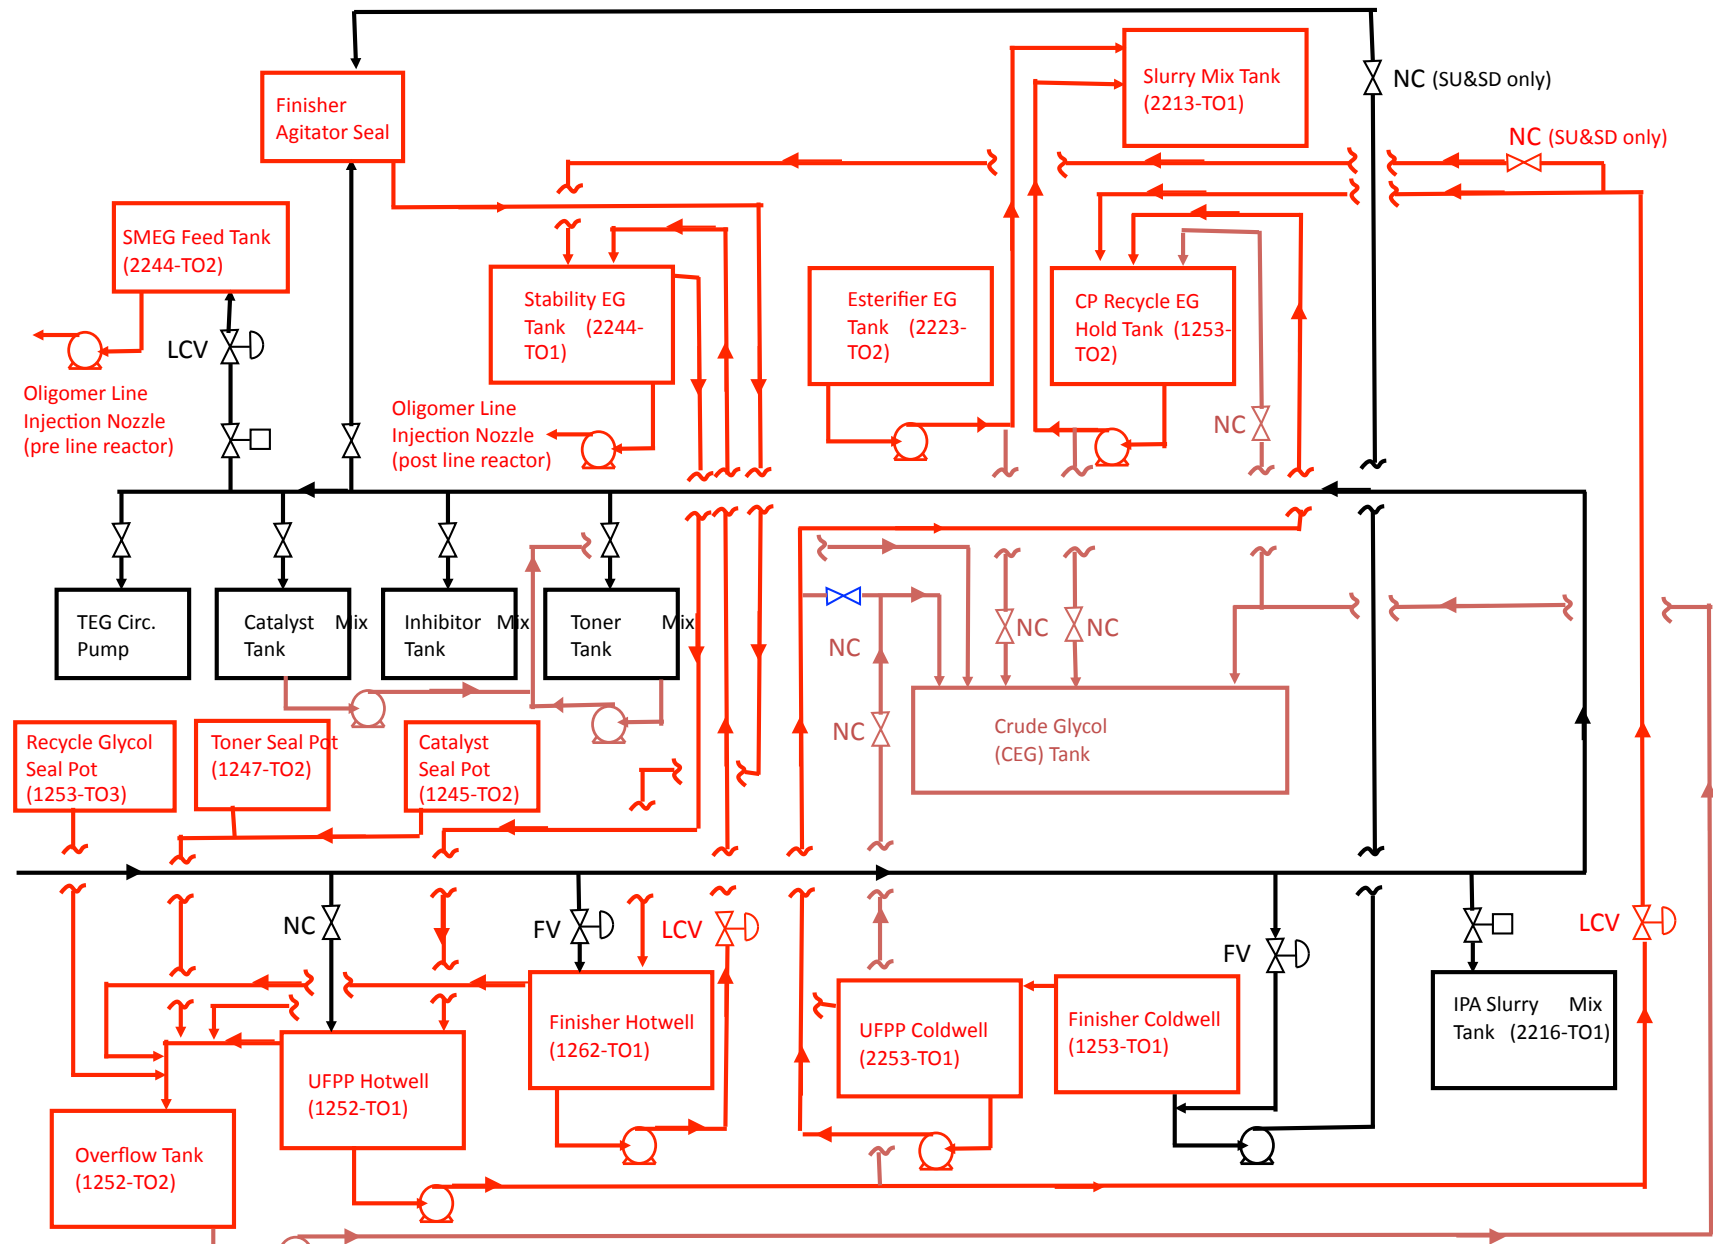 NC (SU&SD only)
Slurry Mix Tank
(2213-TO1)
Finisher
Agitator Seal
NC (SU&SD only)
SMEG Feed Tank
(2244-TO2)
Stability EG
Tank (2244-
TO1)
Esterifier EG
Tank (2223-
TO2)
CP Recycle EG
Hold Tank (1253-
TO2)
LCV
Oligomer Line
Injection Nozzle
(pre line reactor)
Oligomer Line
Injection Nozzle
(post line reactor)
NC
TEG Circ.
Pump
Catalyst Mix
Tank
Inhibitor Mix
Tank
Toner Mix
Tank
NC
NC
NC
NC
Crude Glycol
(CEG) Tank
Recycle Glycol
Seal Pot
(1253-TO3)
Toner Seal Pot
(1247-TO2)
Catalyst
Seal Pot
(1245-TO2)
NC
FV
LCV
FV
LCV
Finisher Hotwell
(1262-TO1)
UFPP Coldwell
(2253-TO1)
Finisher Coldwell
(1253-TO1)
IPA Slurry Mix
Tank (2216-TO1)
UFPP Hotwell
(1252-TO1)
Overflow Tank
(1252-TO2)